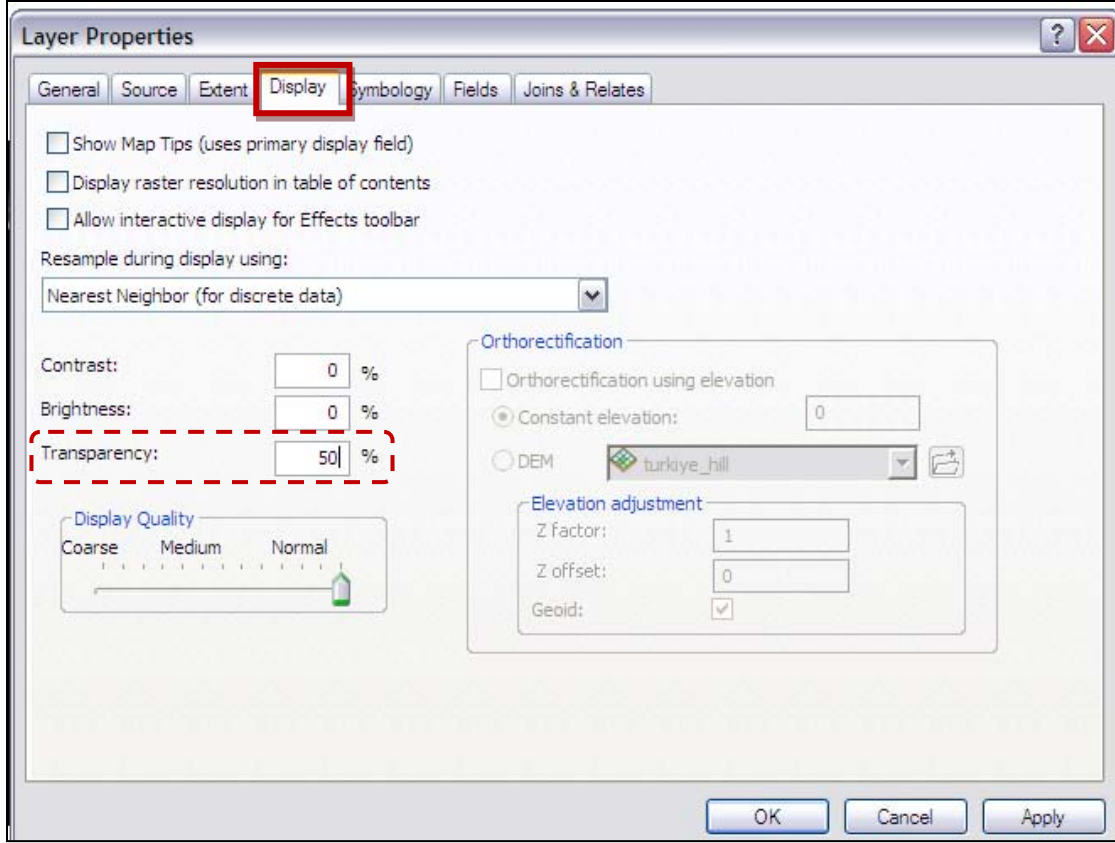 Layer Properties
General Source Extent Display Symbology Fields Joins & Relates
Show Map Tips (uses primary display field)
Display raster resolution in table of contents
Allow interactive display for Effects toolbar
Resample during display using:
Nearest Neighbor (for discrete data)
Contrast: 0 %
Brightness: 0 %
Transparency: 50 %
Display Quality
Coarse Medium Normal
Orthorectification
Orthorectification using elevation
Constant elevation: 0
DEM turkiye_hill
Elevation adjustment
Z factor: 1
Z offset: 0
Geoid:
OK Cancel Apply